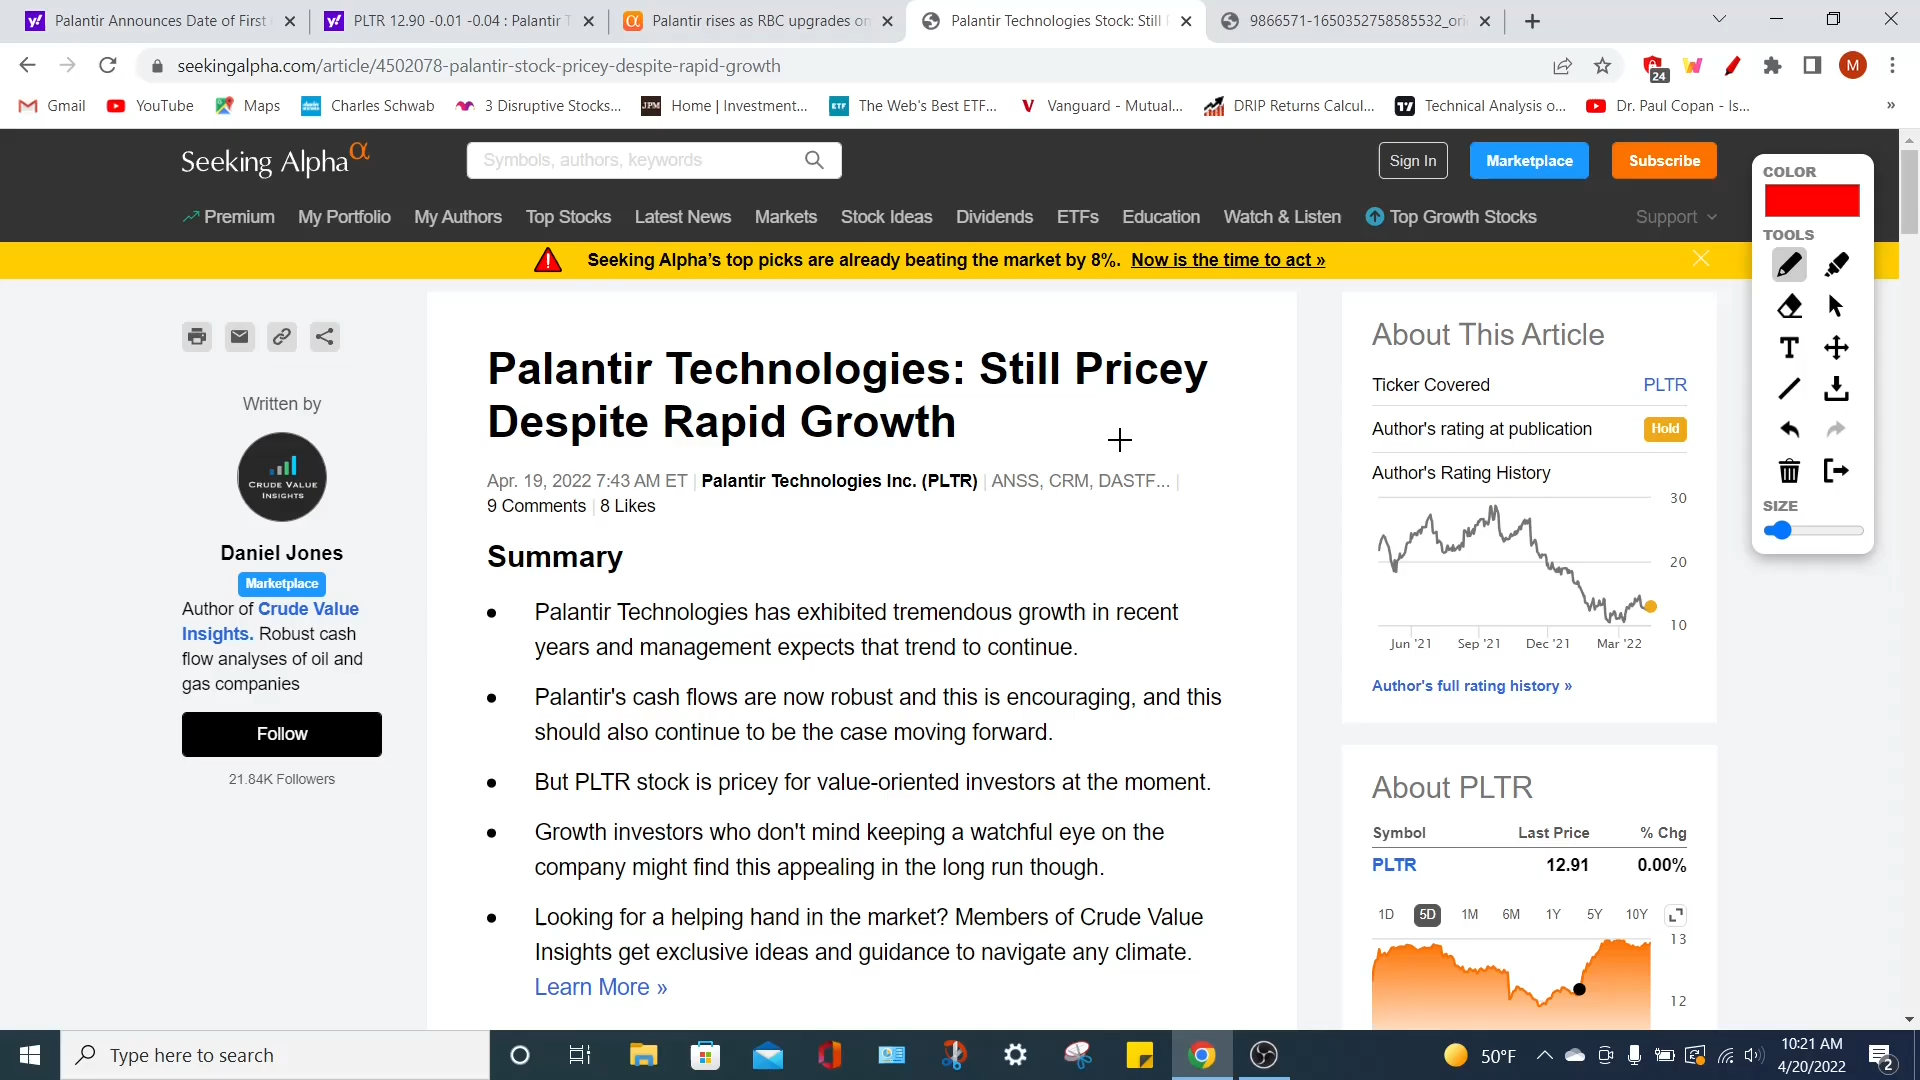 Palantir Announces Date of First
PLTR 12.90 -0.01 -0.04 : Palantir T
Palantir rises as RBC upgrades on
Palantir Technologies Stock: Still
9866571-1650352758585532_ori
seekingalpha.com/article/4502078-palantir-stock-pricey-despite-rapid-growth
24
M
Gmail
YouTube
Maps
Charles Schwab
3 Disruptive Stocks...
JPM
Home | Investment...
ETF
The Web's Best ETF...
Vanguard - Mutual...
DRIP Returns Calcul...
Technical Analysis o...
Dr. Paul Copan - Is...
»
Seeking Alpha α
Symbols, authors, keywords
Sign In
Marketplace
Subscribe
Premium
My Portfolio
My Authors
Top Stocks
Latest News
Markets
Stock Ideas
Dividends
ETFs
Education
Watch & Listen
Top Growth Stocks
Support
Seeking Alpha’s top picks are already beating the market by 8%. Now is the time to act »
COLOR
TOOLS
T
SIZE
Written by
CRUDE VALUE
INSIGHTS
Daniel Jones
Marketplace
Author of Crude Value
Insights. Robust cash
flow analyses of oil and
gas companies
Follow
21.84K Followers
Palantir Technologies: Still Pricey
Despite Rapid Growth
Apr. 19, 2022 7:43 AM ET | Palantir Technologies Inc. (PLTR) | ANSS, CRM, DASTF... |
9 Comments | 8 Likes
Summary
Palantir Technologies has exhibited tremendous growth in recent
years and management expects that trend to continue.
Palantir's cash flows are now robust and this is encouraging, and this
should also continue to be the case moving forward.
But PLTR stock is pricey for value-oriented investors at the moment.
Growth investors who don't mind keeping a watchful eye on the
company might find this appealing in the long run though.
Looking for a helping hand in the market? Members of Crude Value
Insights get exclusive ideas and guidance to navigate any climate.
Learn More »
About This Article
Ticker Covered PLTR
Author's rating at publication Hold
Author's Rating History
30
20
10
Jun '21 Sep '21 Dec '21 Mar '22
Author's full rating history »
About PLTR
Symbol Last Price % Chg
PLTR 12.91 0.00%
1D 5D 1M 6M 1Y 5Y 10Y
13
12
Type here to search
50°F
10:21 AM
4/20/2022
2